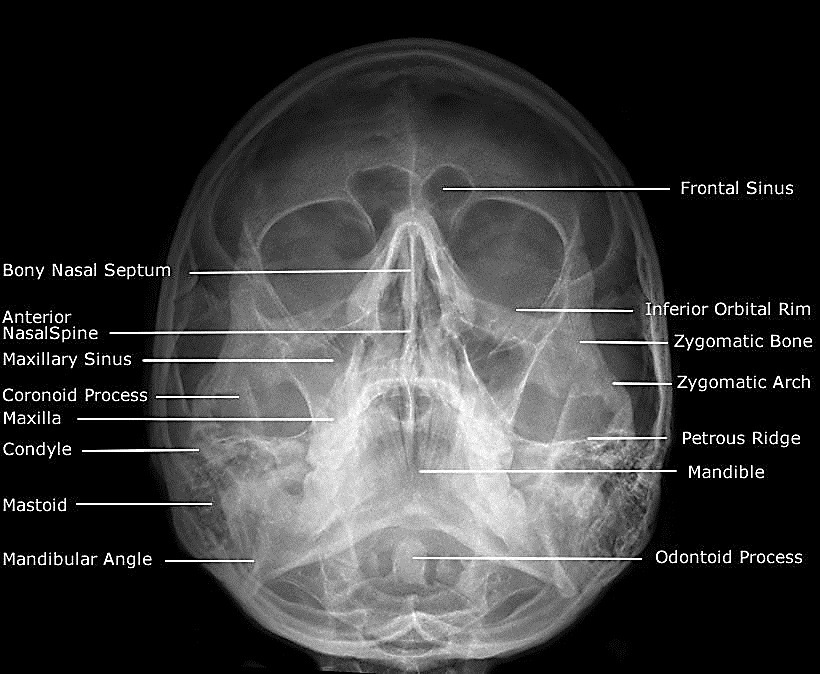 Frontal Sinus
Bony Nasal Septum
Inferior Orbital Rim
Anterior
NasalSpine
Zygomatic Bone
Maxillary Sinus
Zygomatic Arch
Coronoid Process
Maxilla
Petrous Ridge
Condyle
Mandible
Mastoid
Mandibular Angle
Odontoid Process